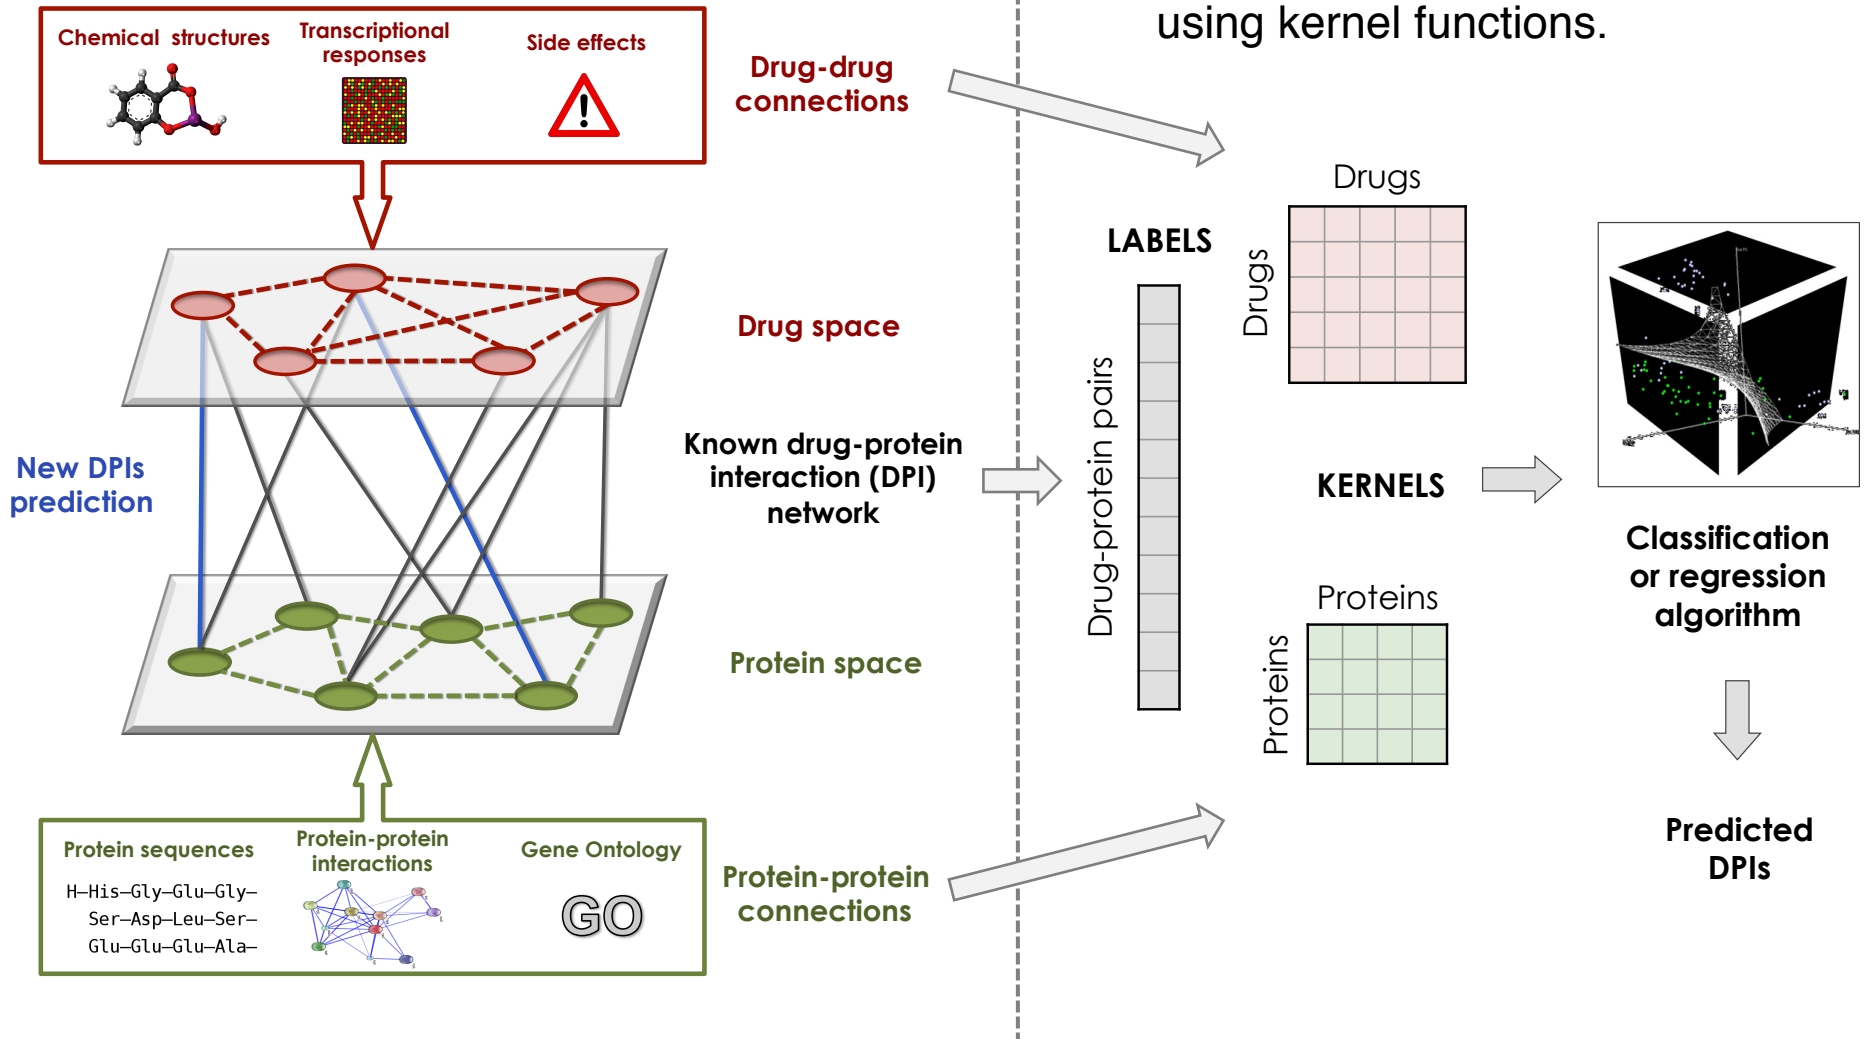 using kernel functions.
Chemical structures
Transcriptional
responses
Side effects
Drug-drug
connections
Drug space
New DPIs
prediction
Known drug-protein
interaction (DPI)
network
Protein space
Protein sequences
H–His–Gly–Glu–Gly–
Ser–Asp–Leu–Ser–
Glu–Glu–Glu–Ala–
Protein-protein
interactions
Gene Ontology
GO
Protein-protein
connections
LABELS
Drug-protein pairs
Drugs
Drugs
KERNELS
Proteins
Proteins
Classification
or regression
algorithm
Predicted
DPIs